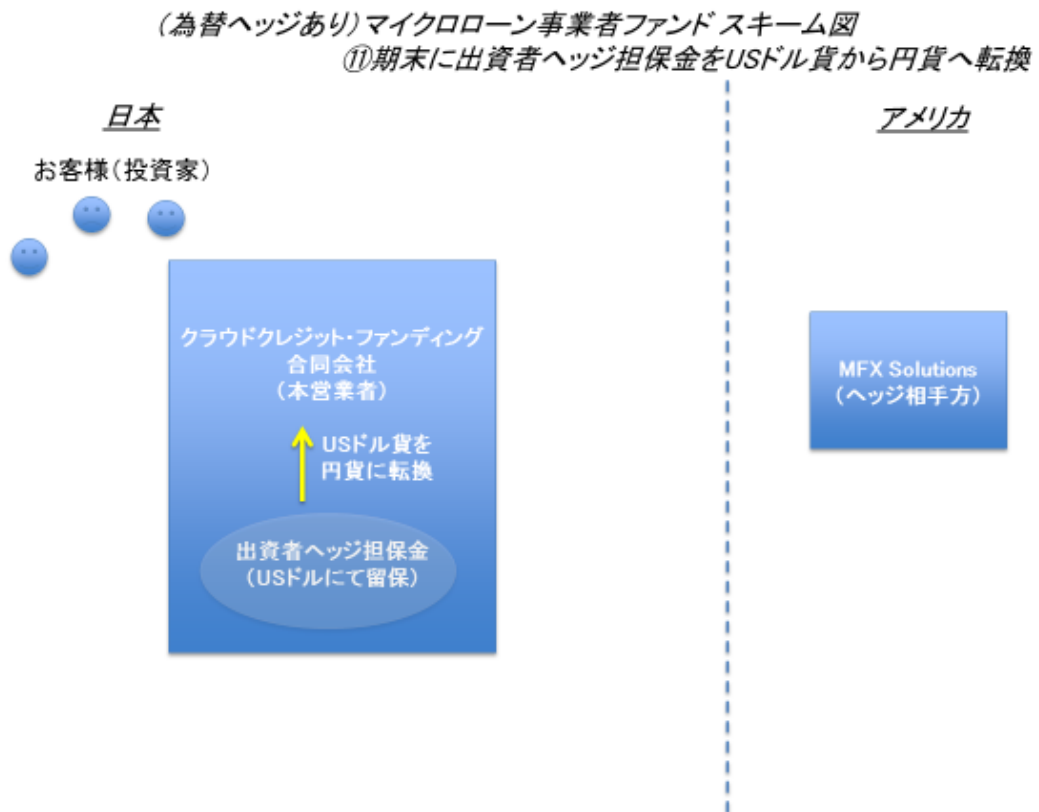 (為替ヘッジあり)マイクロローン事業者ファンド スキーム図
⑪期末に出資者ヘッジ担保金をUSドル貨から円貨へ転換
日本
アメリカ
お客様(投資家)
クラウドクレジット・ファンディング
合同会社
(本営業者)
MFX Solutions
(ヘッジ相手方)
USドル貨を
円貨に転換
出資者ヘッジ担保金
(USドルにて留保)